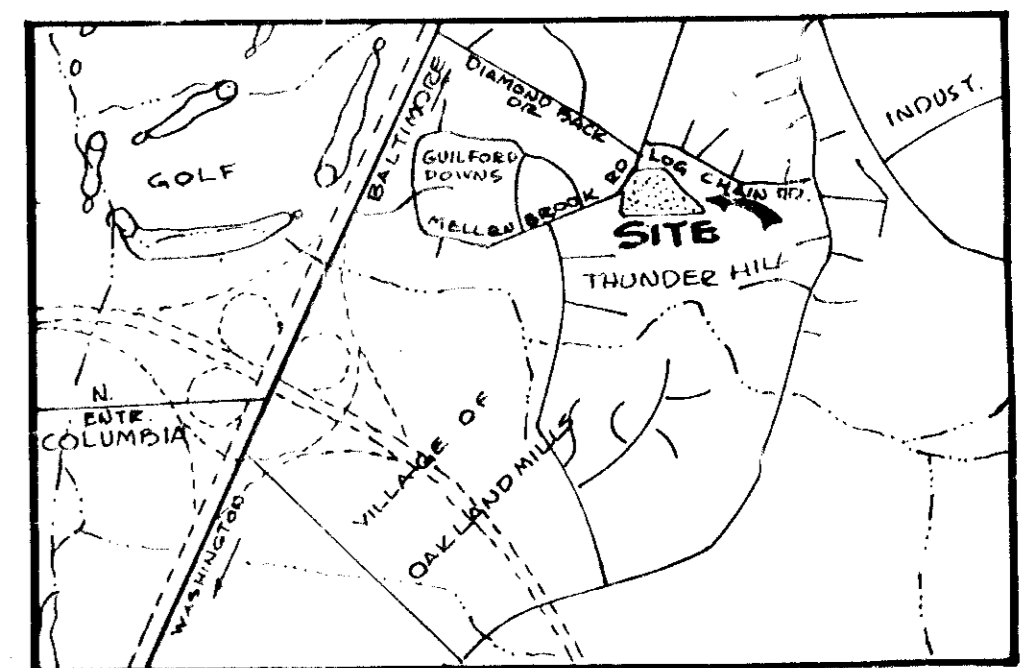 DIAMOND BACK
DR
INDUST.
BALTIMORE
GUILFORD
DOWNS
LOG CHAIN RD.
GOLF
MELLEN BROOK RD
SITE
THUNDER HILL
N.
ENTR.
COLUMBIA
VILLAGE OF
OAKLAND MILLS
WASHINGTON